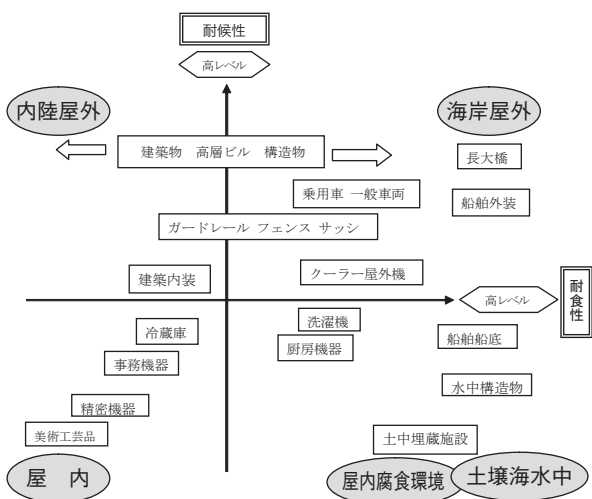 耐候性
高レベル
内陸屋外
海岸屋外
建築物 高層ビル 構造物
長大橋
乗用車 一般車両
船舶外装
ガードレール フェンス サッシ
建築内装
クーラー屋外機
高レベル
耐食性
冷蔵庫
洗濯機
船舶船底
事務機器
厨房機器
水中構造物
精密機器
美術工芸品
土中埋蔵施設
屋 内
屋内腐食環境
土壌海水中